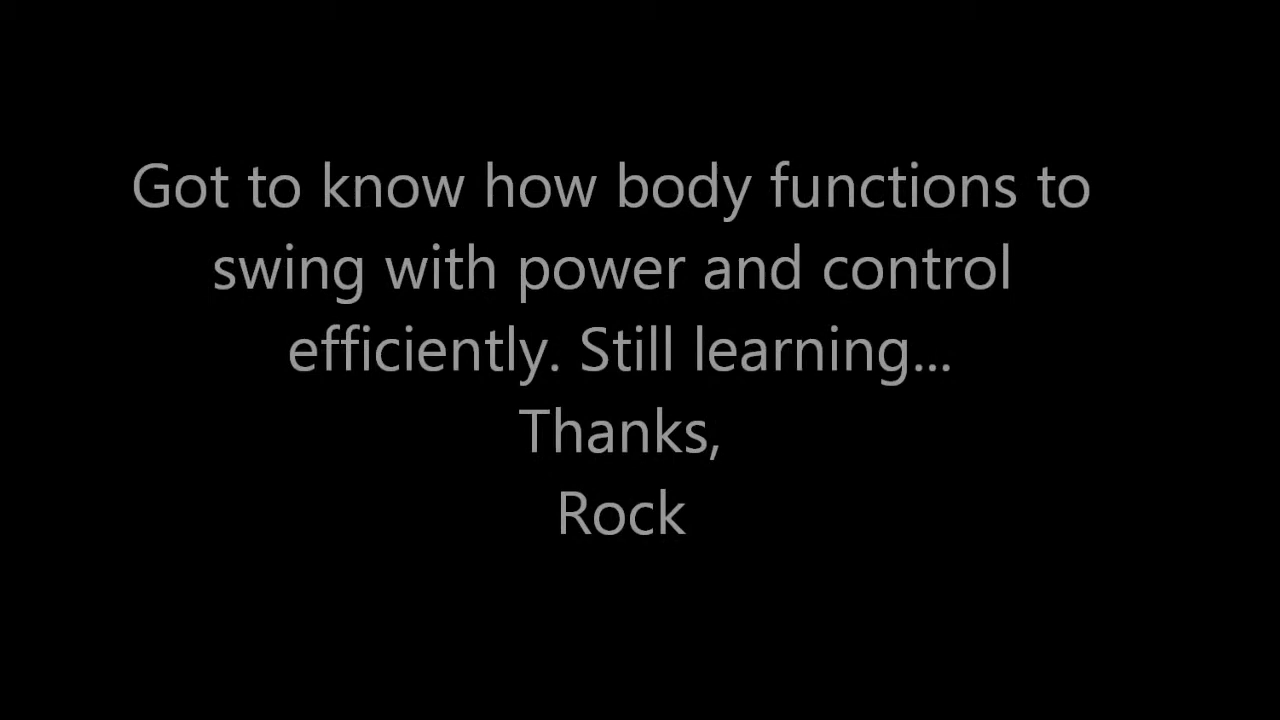 Got to know how body functions to
swing with power and control
efficiently. Still learning...
Thanks,
Rock